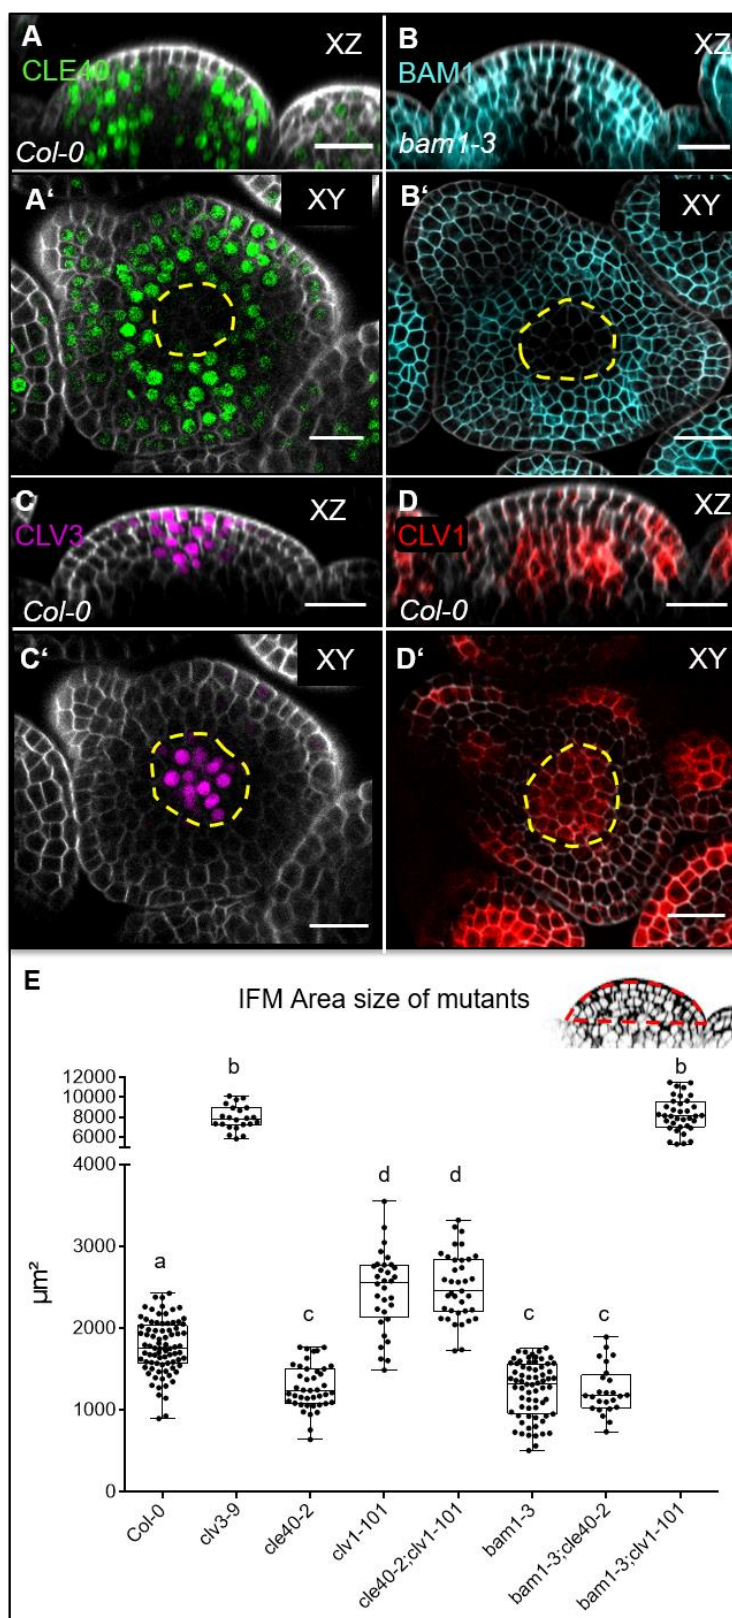 A
CLE40
XZ
Col-0
B
BAM1
XZ
bam1-3
A'
XY
B'
XY
C
CLV3
XZ
Col-0
D
CLV1
XZ
Col-0
C'
XY
D'
XY
E
IFM Area size of mutants
b
b
12000
10000
8000
6000
4000
d
d
3000
a
µm²
c
c
c
2000
1000
0
Col-0
clv3-9
cle40-2
clv1-101
cle40-2;clv1-101
bam1-3
bam1-3;cle40-2
bam1-3;clv1-101